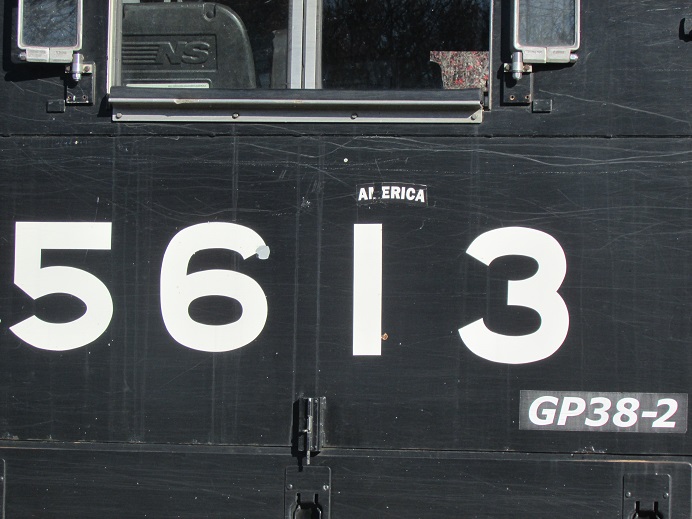 NS
AMERICA
5613
GP38-2